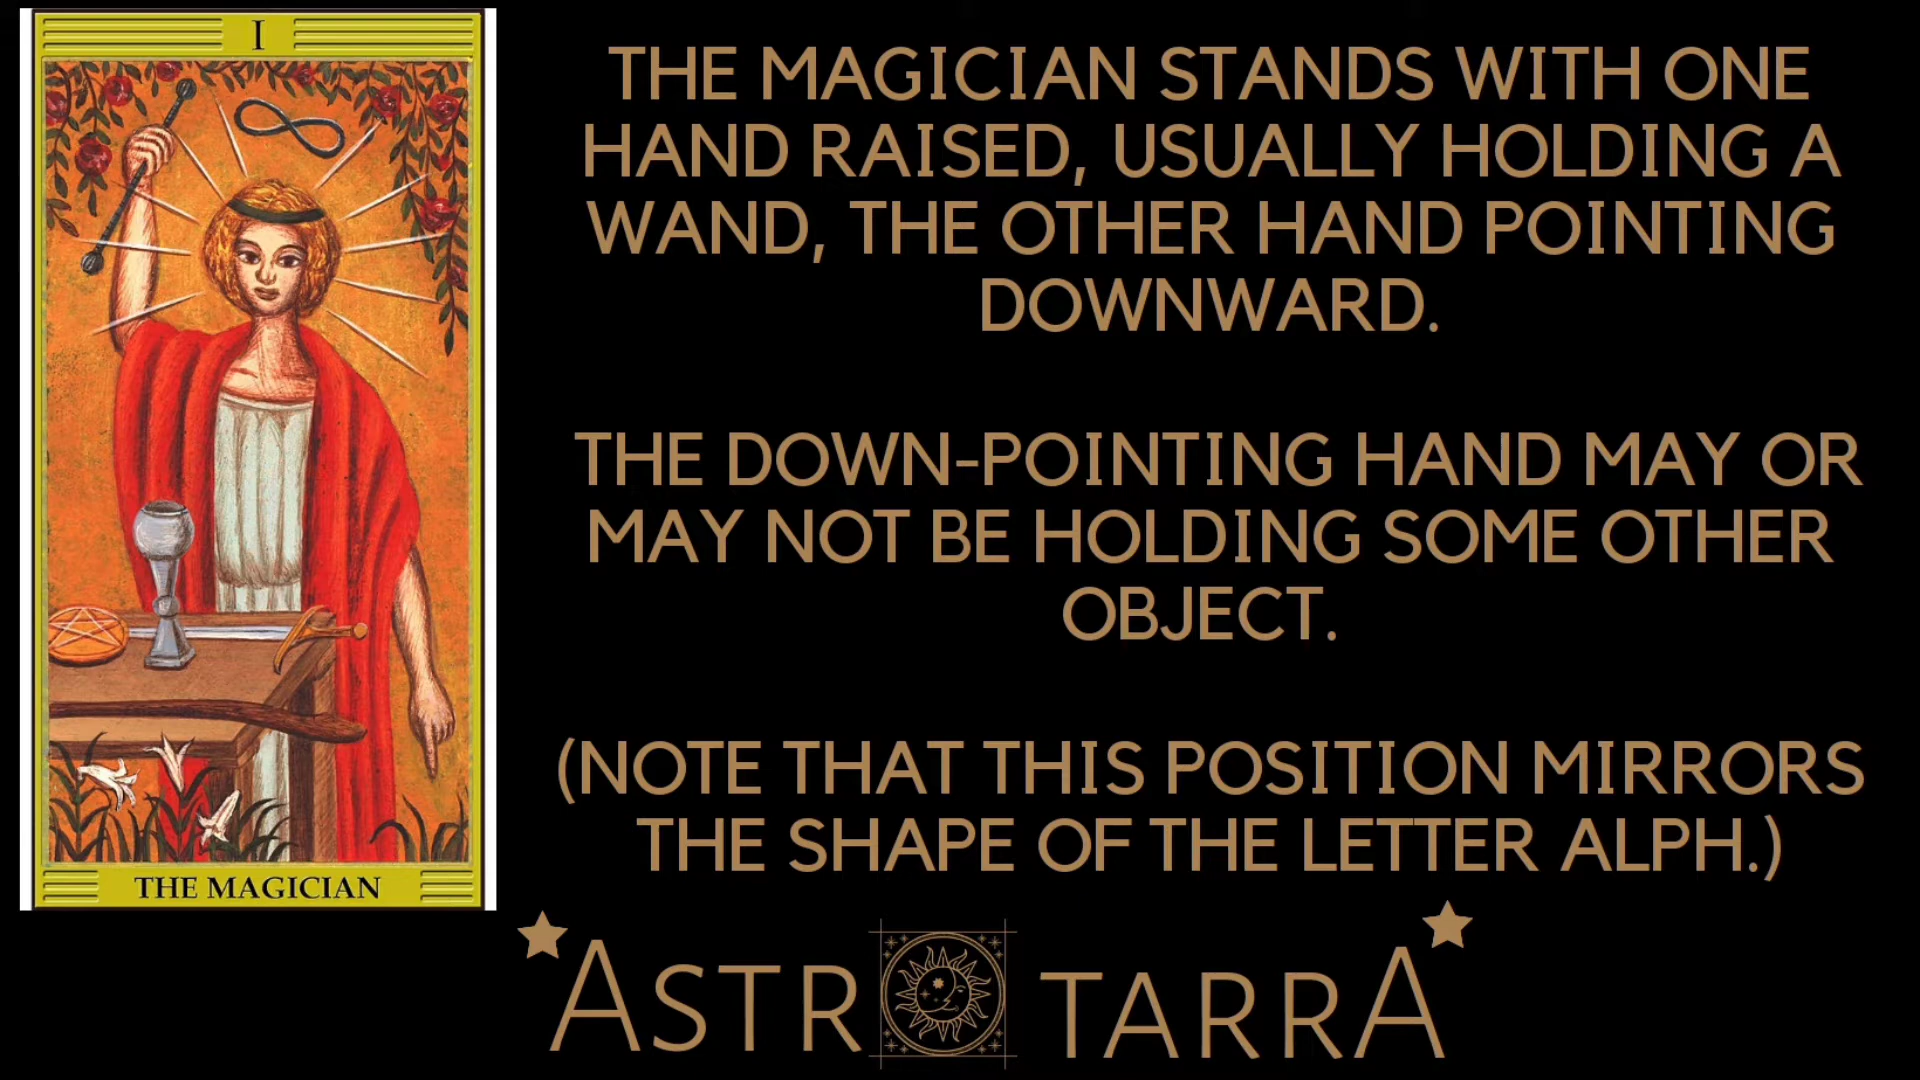 I
THE MAGICIAN
THE MAGICIAN STANDS WITH ONE
HAND RAISED, USUALLY HOLDING A
WAND, THE OTHER HAND POINTING
DOWNWARD.
THE DOWN-POINTING HAND MAY OR
MAY NOT BE HOLDING SOME OTHER
OBJECT.
(NOTE THAT THIS POSITION MIRRORS
THE SHAPE OF THE LETTER ALPH.)
ASTR TARRA